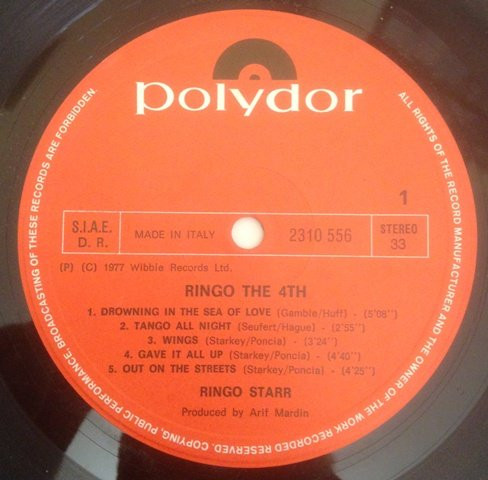 polydor
1
S.I.A.E.
D. R.
MADE IN ITALY
2310 556
STEREO
33
(P) (C) 1977 Wibble Records Ltd.
RINGO THE 4TH
1. DROWNING IN THE SEA OF LOVE (Gamble/Huff) - (5'08'')
2. TANGO ALL NIGHT (Seufert/Hague) - (2'55'')
3. WINGS (Starkey/Poncia) - (3'24'')
4. GAVE IT ALL UP (Starkey/Poncia) - (4'40'')
5. OUT ON THE STREETS (Starkey/Poncia) - (4'25'')
RINGO STARR
Produced by Arif Mardin
ALL RIGHTS OF THE RECORD MANUFACTURER AND THE OWNER OF THE WORK RECORDED RESERVED. COPYING, PUBLIC PERFORMANCE, BROADCASTING OF THESE RECORDS ARE FORBIDDEN.